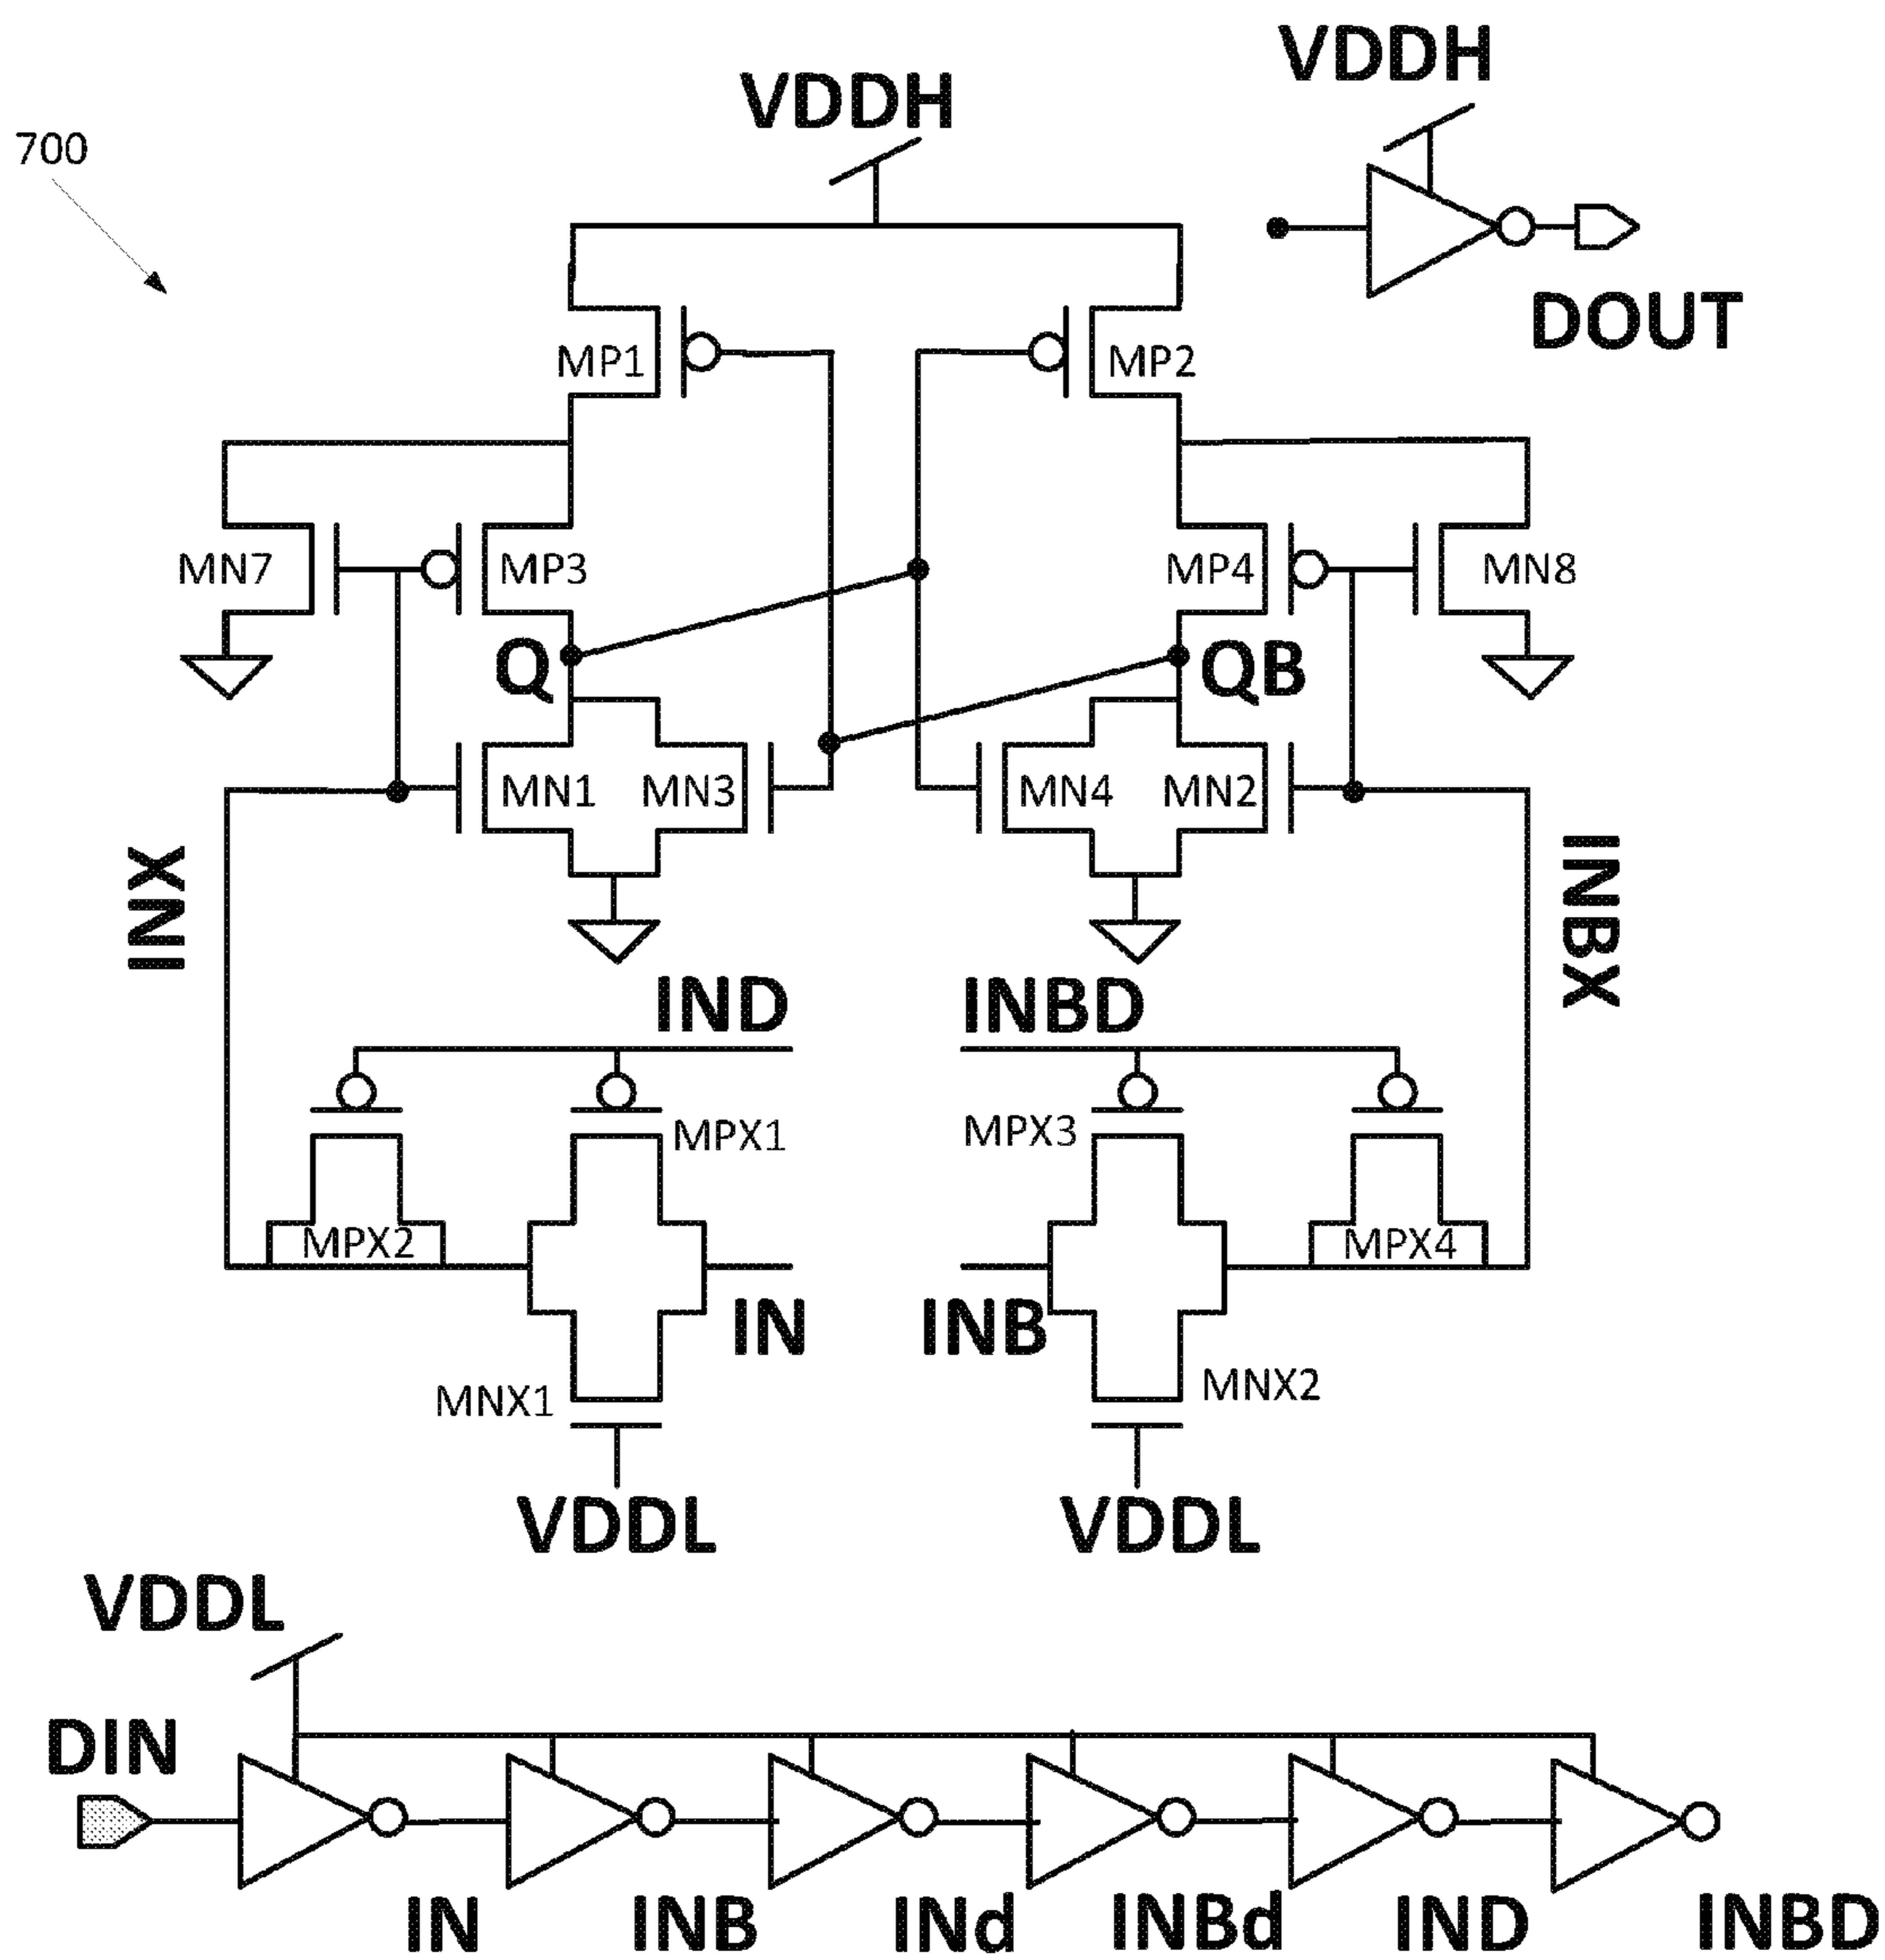 VDDH
VDDH
700
DOUT
MP1
MP2
MN7
MP3
MP4
MN8
Q
QB
MN1
MN3
MN4
MN2
INX
INBX
IND
INBD
MPX1
MPX3
MPX2
MPX4
IN
INB
MNX1
MNX2
VDDL
VDDL
VDDL
DIN
IN
INB
INd
INBd
IND
INBD